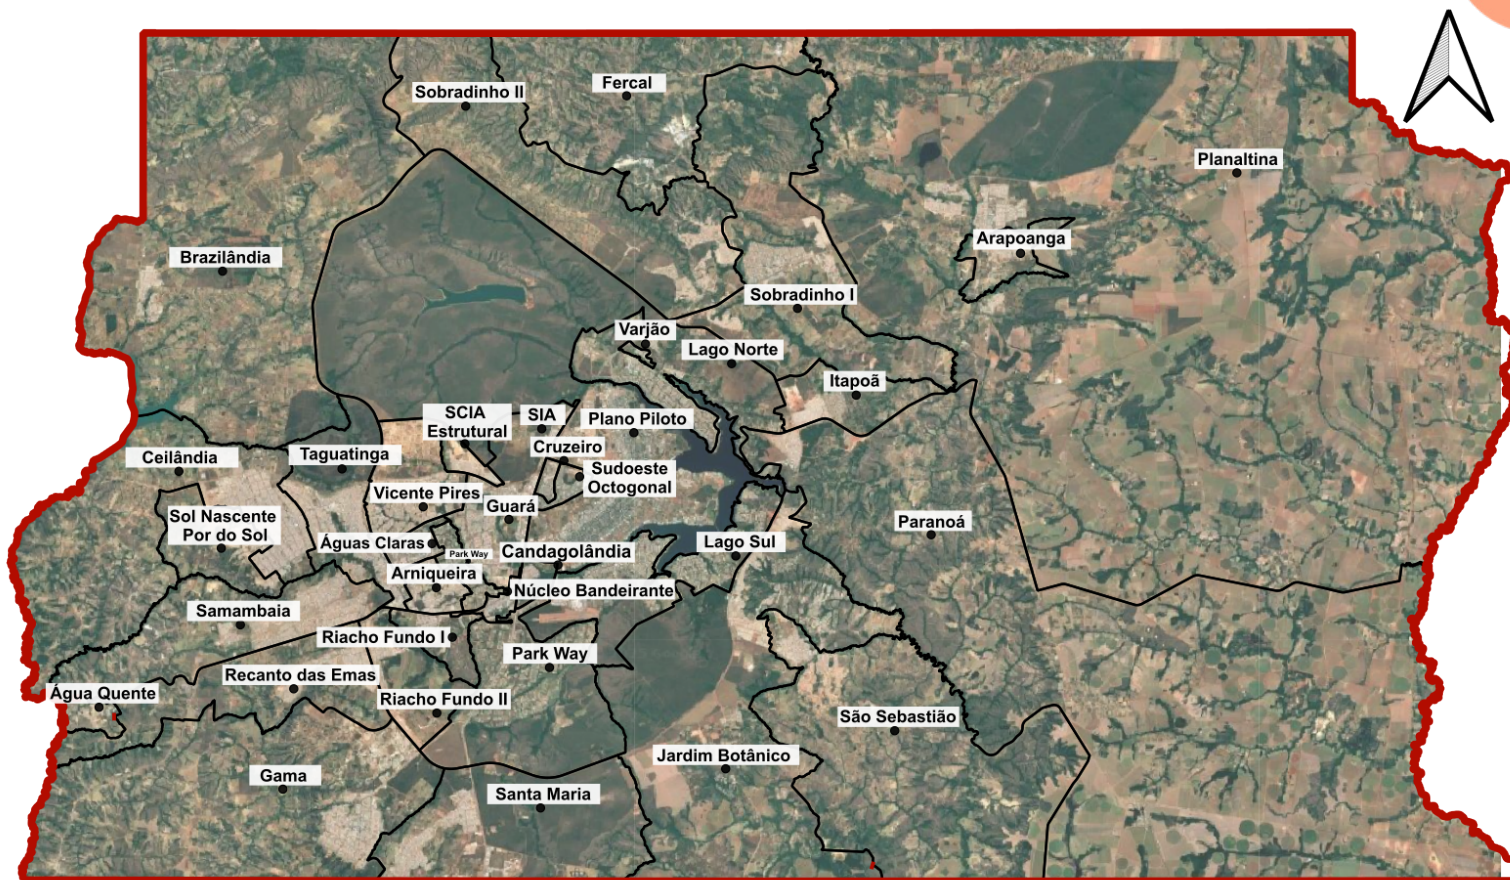 Fercal
Sobradinho II
Planaltina
Arapoanga
Brazilândia
Sobradinho I
Varjão
Lago Norte
Itapoã
SCIA
Estrutural
SIA
Plano Piloto
Cruzeiro
Ceilândia
Taguatinga
Sudoeste
Octogonal
Vicente Pires
Guará
Sol Nascente
Por do Sol
Paranoá
Águas Claras
Park Way
Candagolândia
Lago Sul
Arniqueira
Núcleo Bandeirante
Samambaia
Riacho Fundo I
Park Way
Recanto das Emas
Água Quente
Riacho Fundo II
São Sebastião
Jardim Botânico
Gama
Santa Maria